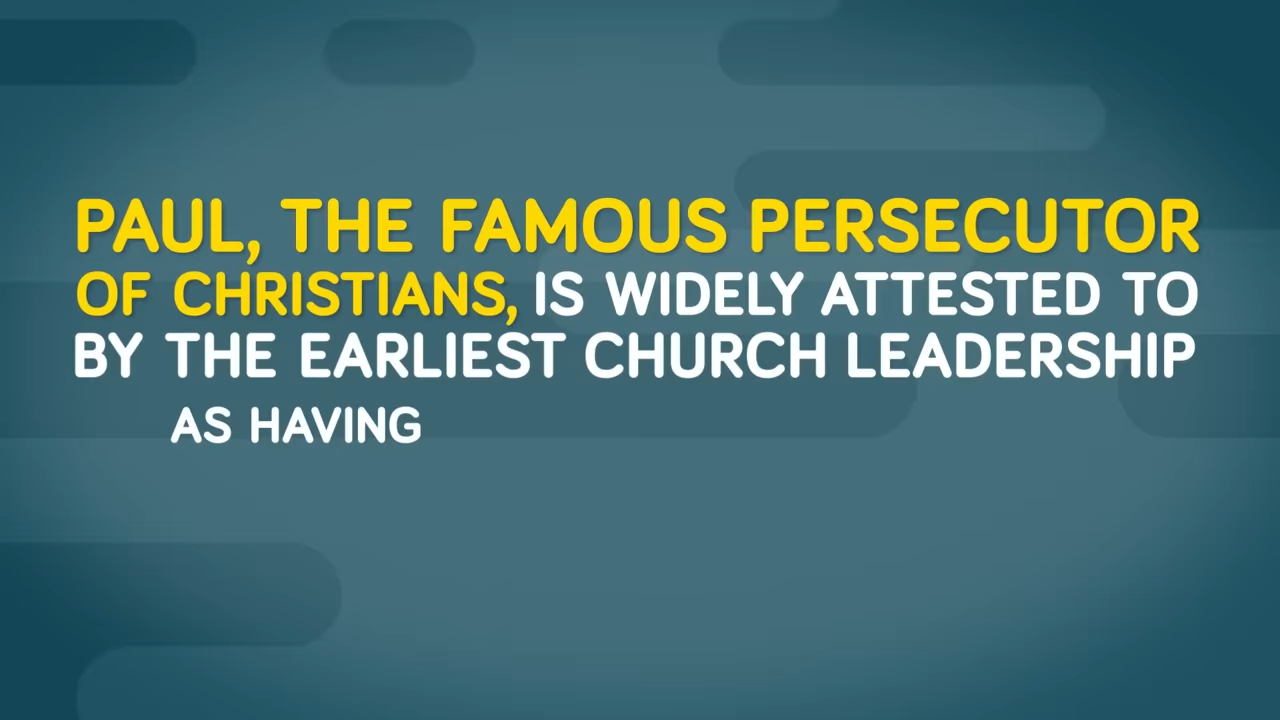 PAUL, THE FAMOUS PERSECUTOR
OF CHRISTIANS, IS WIDELY ATTESTED TO
BY THE EARLIEST CHURCH LEADERSHIP
AS HAVING